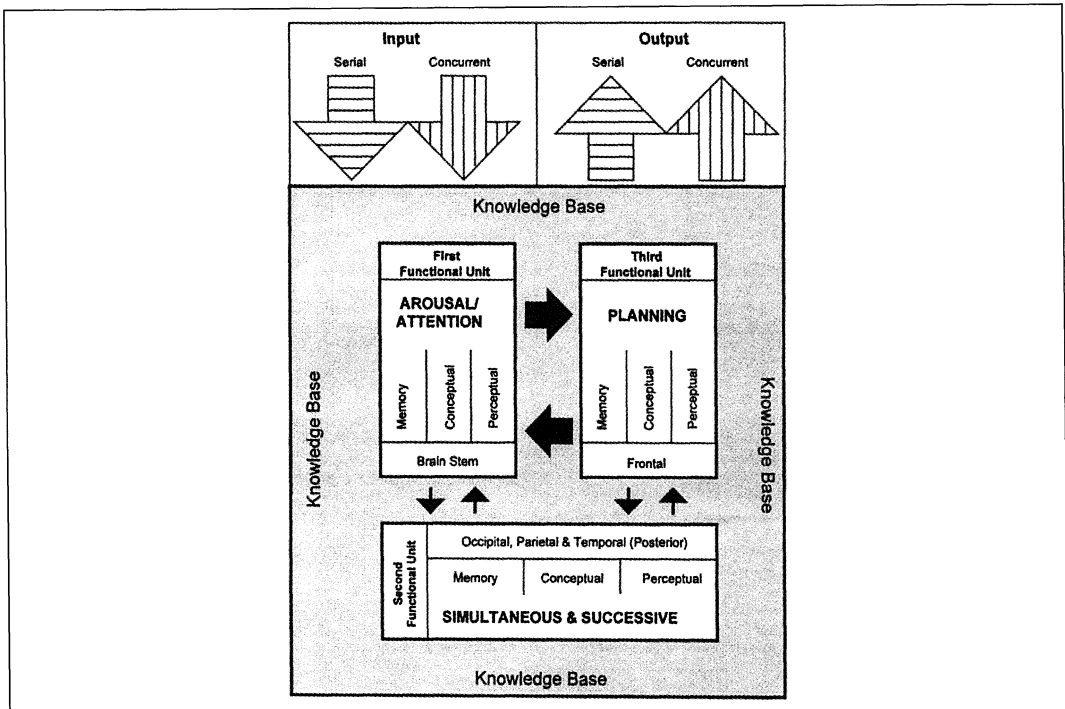 Input
Output
Serial
Concurrent
Serial
Concurrent
Knowledge Base
First
Functional Unit
AROUSAL/
ATTENTION
Memory
Conceptual
Perceptual
Brain Stem
Third
Functional Unit
PLANNING
Memory
Conceptual
Perceptual
Frontal
Knowledge Base
Knowledge Base
Second
Functional Unit
Occipital, Parietal & Temporal (Posterior)
Memory
Conceptual
Perceptual
SIMULTANEOUS & SUCCESSIVE
Knowledge Base